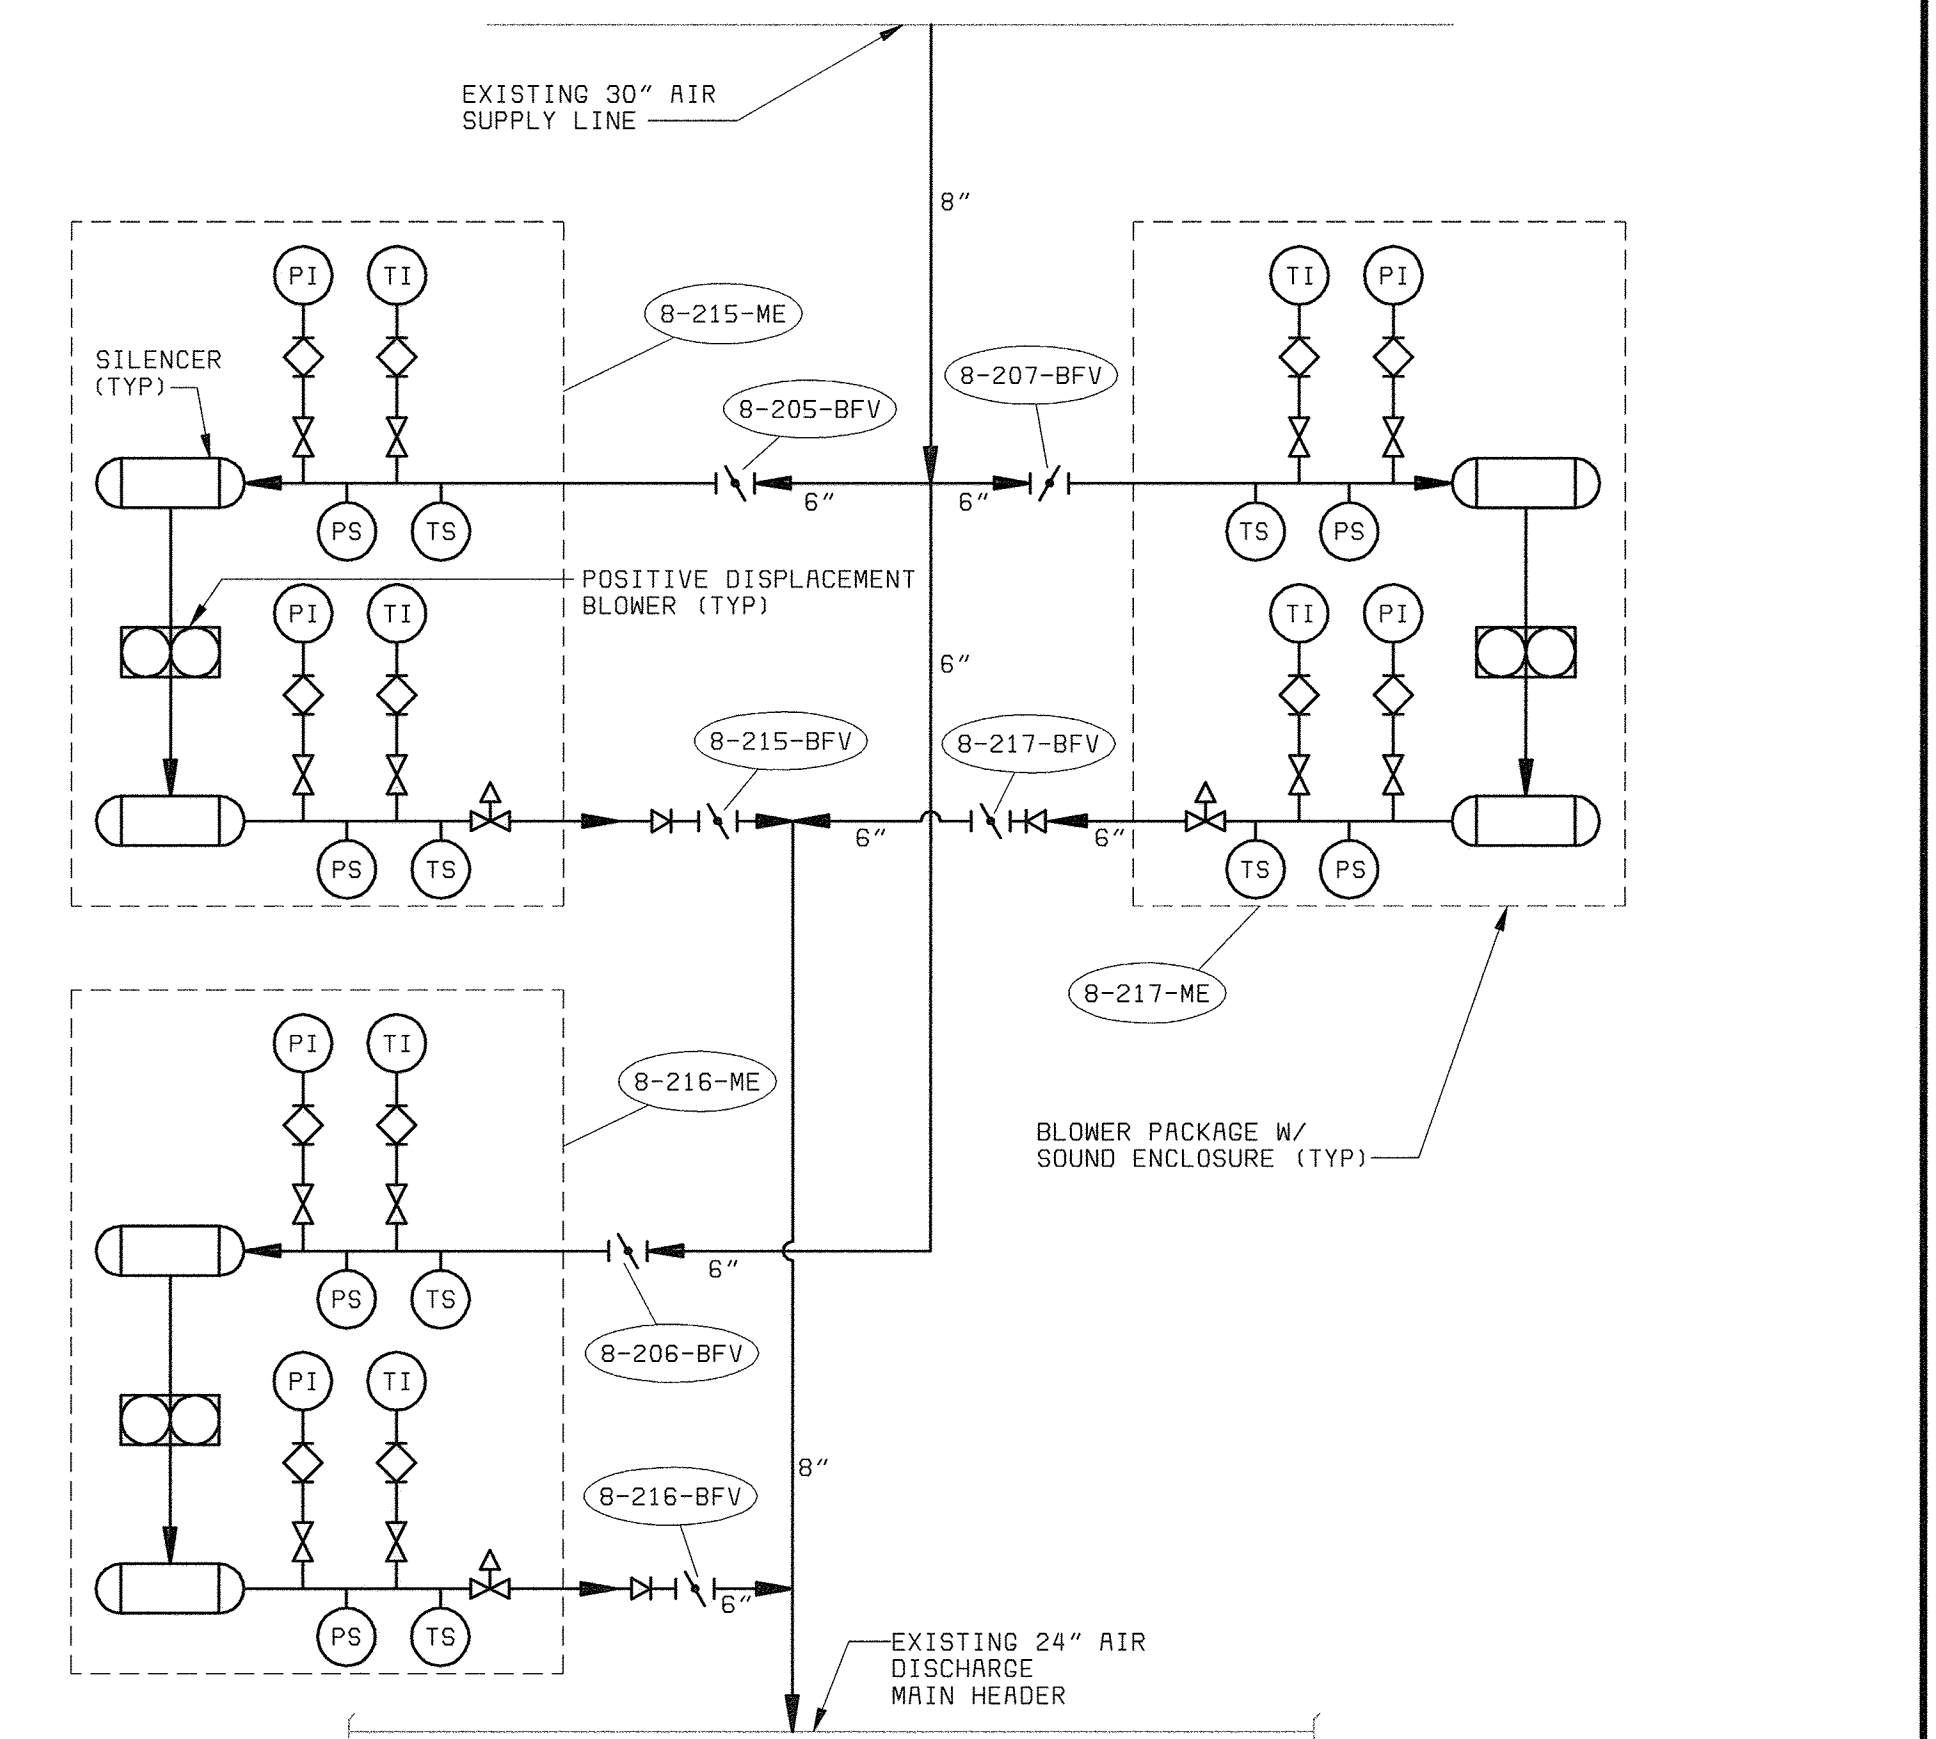 EXISTING 30" AIR
SUPPLY LINE
8"
PI
TI
TI
PI
8-215-ME
SILENCER
(TYP)
8-207-BFV
8-205-BFV
6"
6"
PS
TS
TS
PS
POSITIVE DISPLACEMENT
BLOWER (TYP)
PI
TI
TI
PI
6"
8-215-BFV
8-217-BFV
6"
6"
PS
TS
TS
PS
8-217-ME
PI
TI
8-216-ME
BLOWER PACKAGE W/
SOUND ENCLOSURE (TYP)
6"
PS
TS
8-206-BFV
PI
TI
8"
8-216-BFV
6"
PS
TS
EXISTING 24" AIR
DISCHARGE
MAIN HEADER